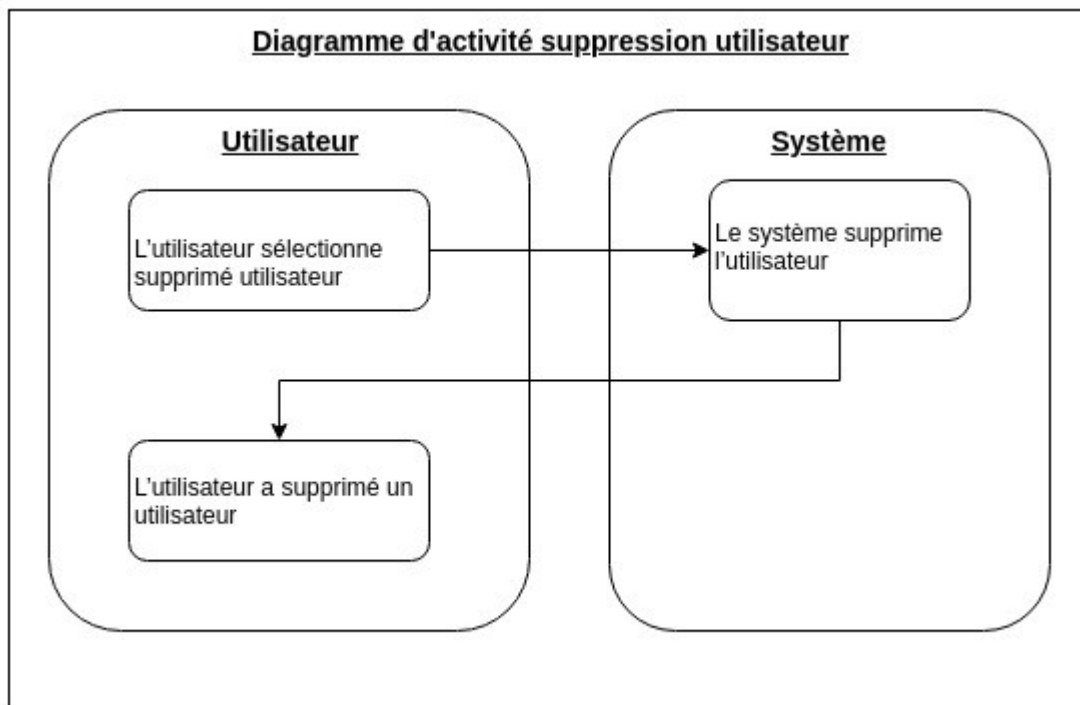 Diagramme d'activité suppression utilisateur
Utilisateur
Système
L'utilisateur sélectionne
supprimé utilisateur
Le système supprime
l'utilisateur
L'utilisateur a supprimé un
utilisateur